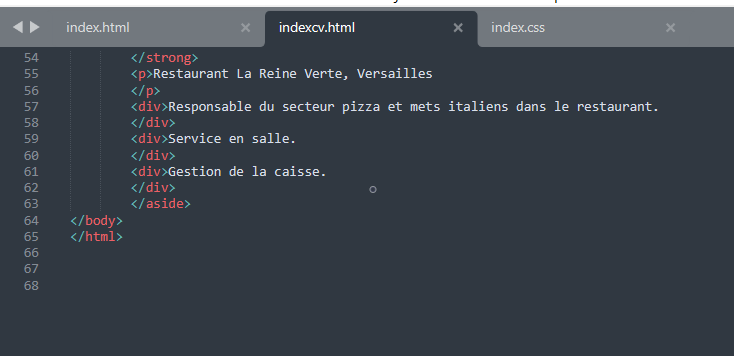 index.html × indexcv.html × index.css ×
54 </strong>
55 <p>Restaurant La Reine Verte, Versailles
56 </p>
57 <div>Responsable du secteur pizza et mets italiens dans le restaurant.
58 </div>
59 <div>Service en salle.
60 </div>
61 <div>Gestion de la caisse.
62 </div>
63 </aside>
64 </body>
65 </html>
66
67
68